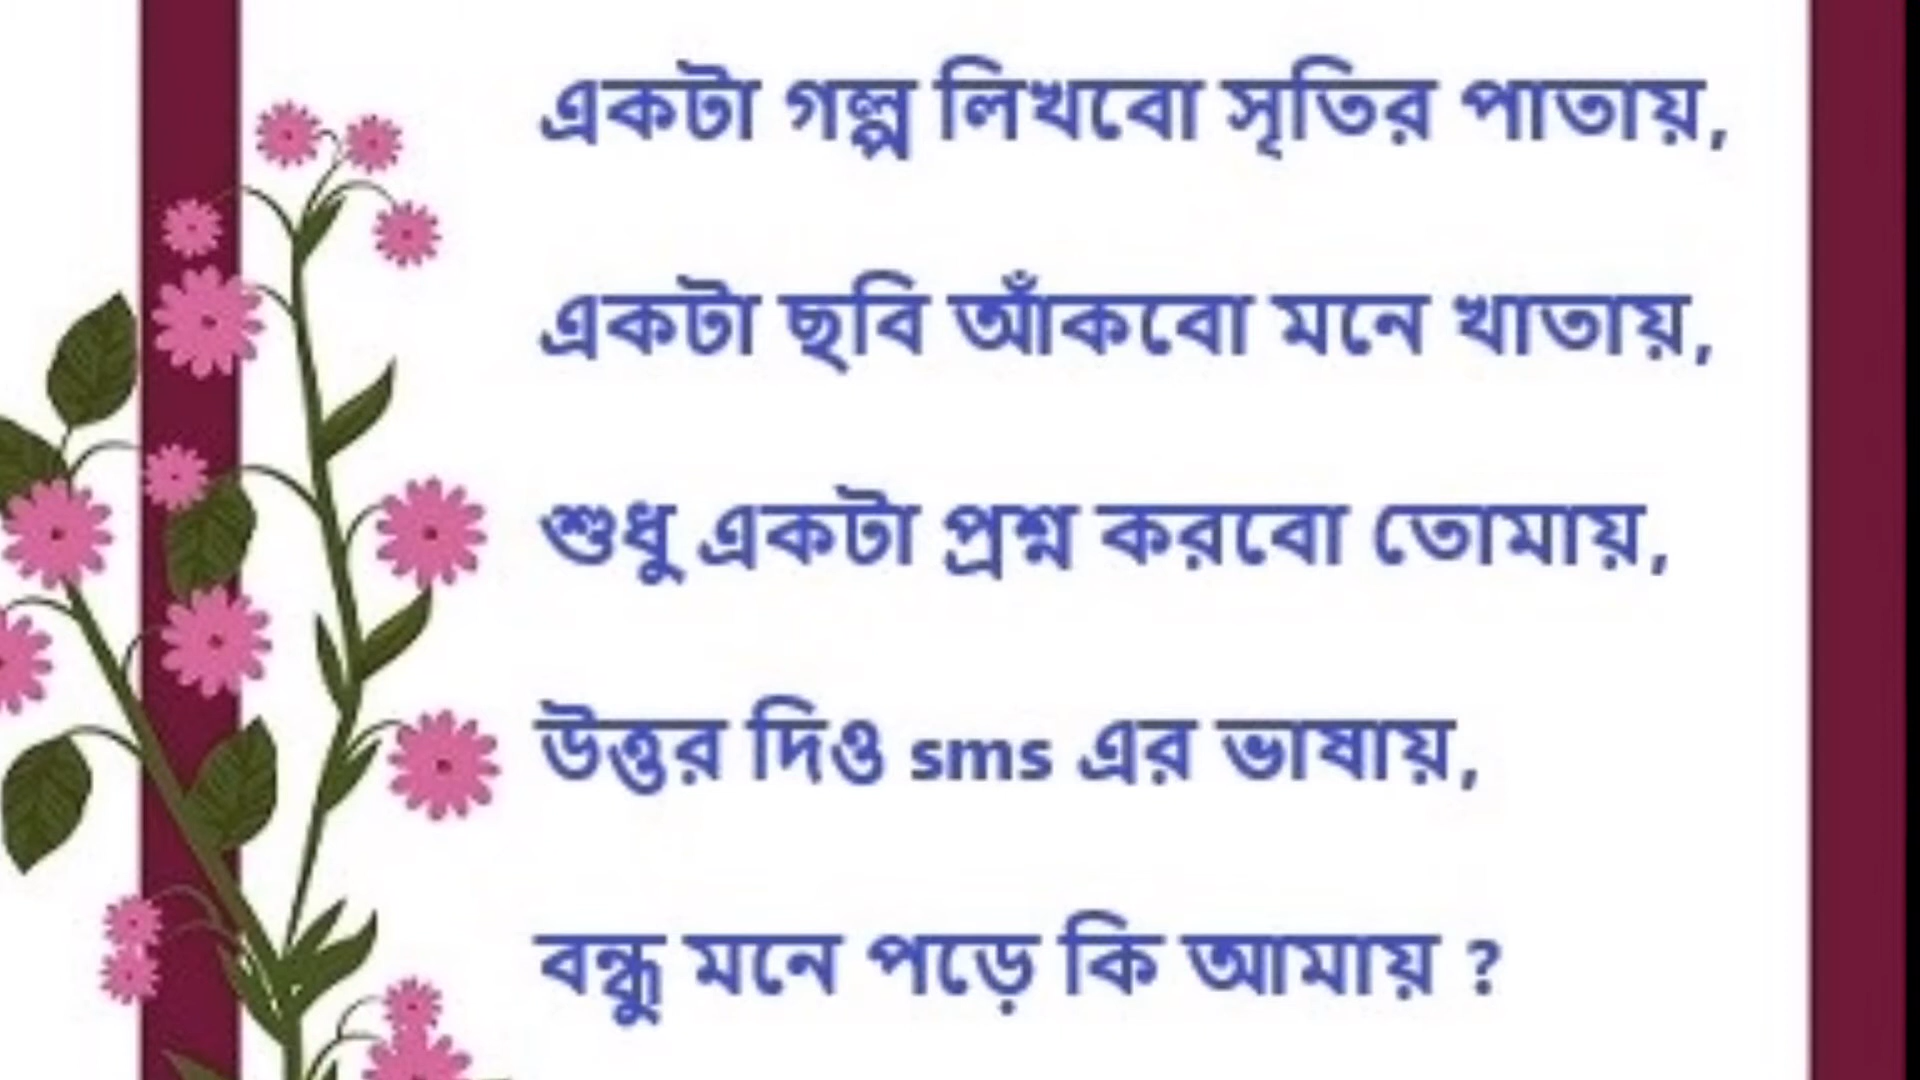 একটা গল্প লিখবো সৃতির পাতায়,
একটা ছবি আঁকবো মনে খাতায়,
শুধু একটা প্রশ্ন করবো তোমায়,
উত্তর দিও sms এর ভাষায়,
বন্ধু মনে পড়ে কি আমায় ?